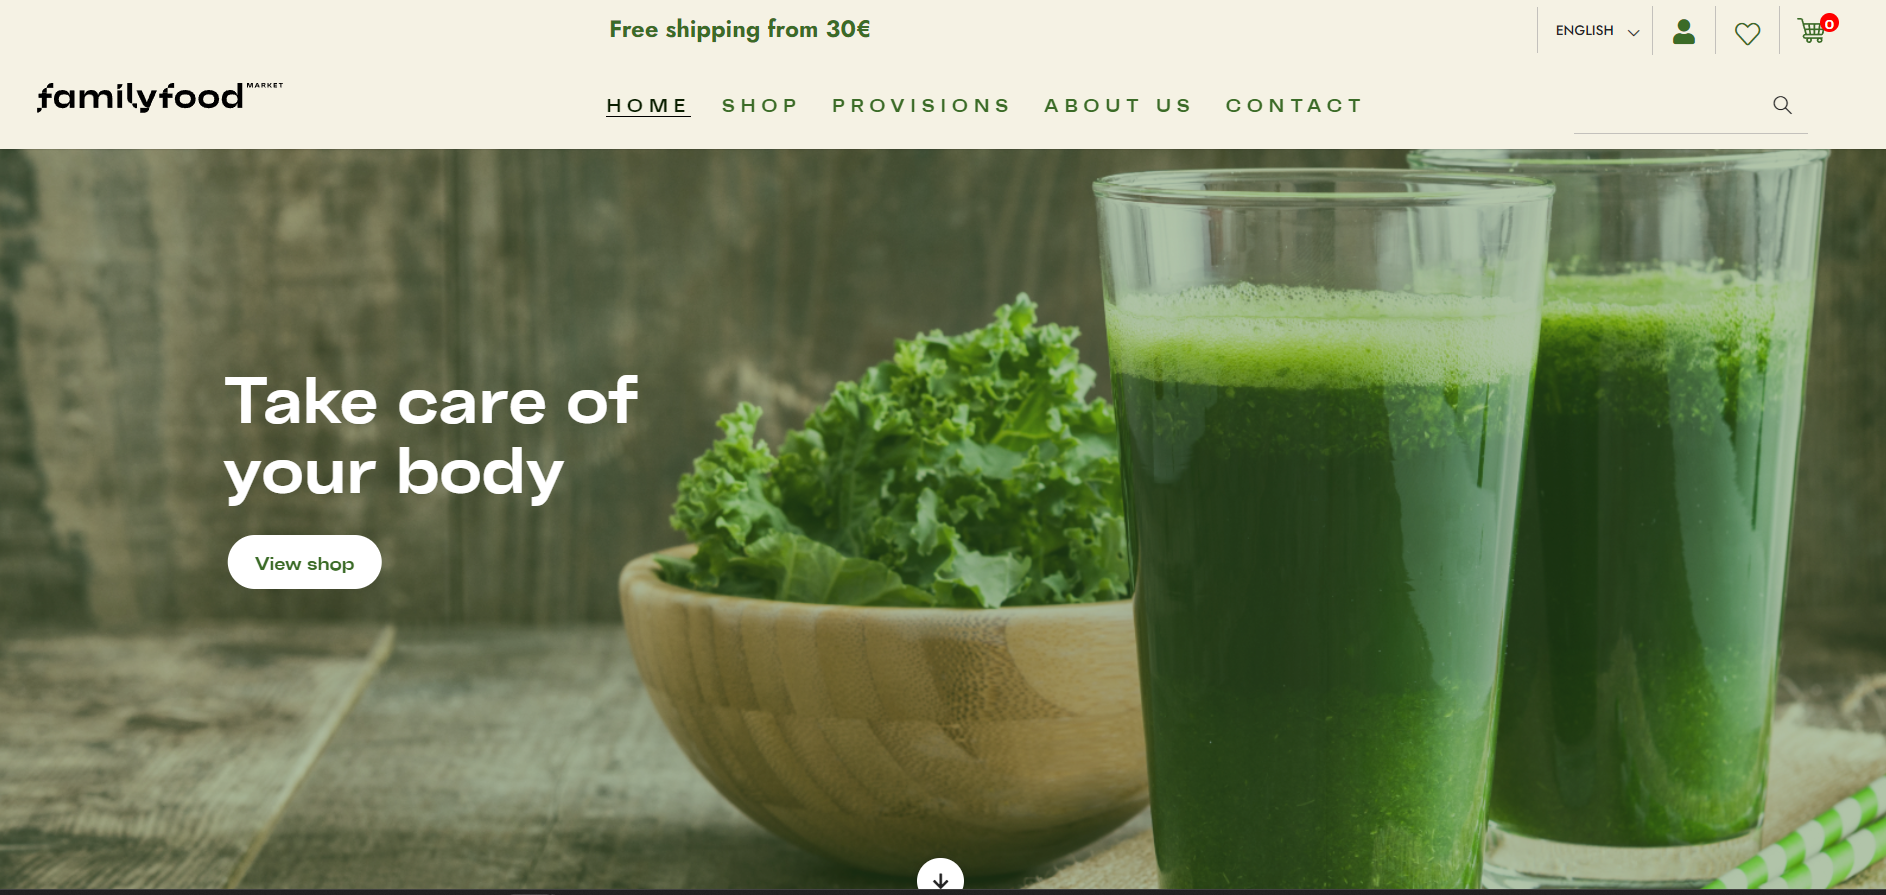 Free shipping from 30€
ENGLISH
0
familyfood MARKET
HOME SHOP PROVISIONS ABOUT US CONTACT
Take care of
your body
View shop